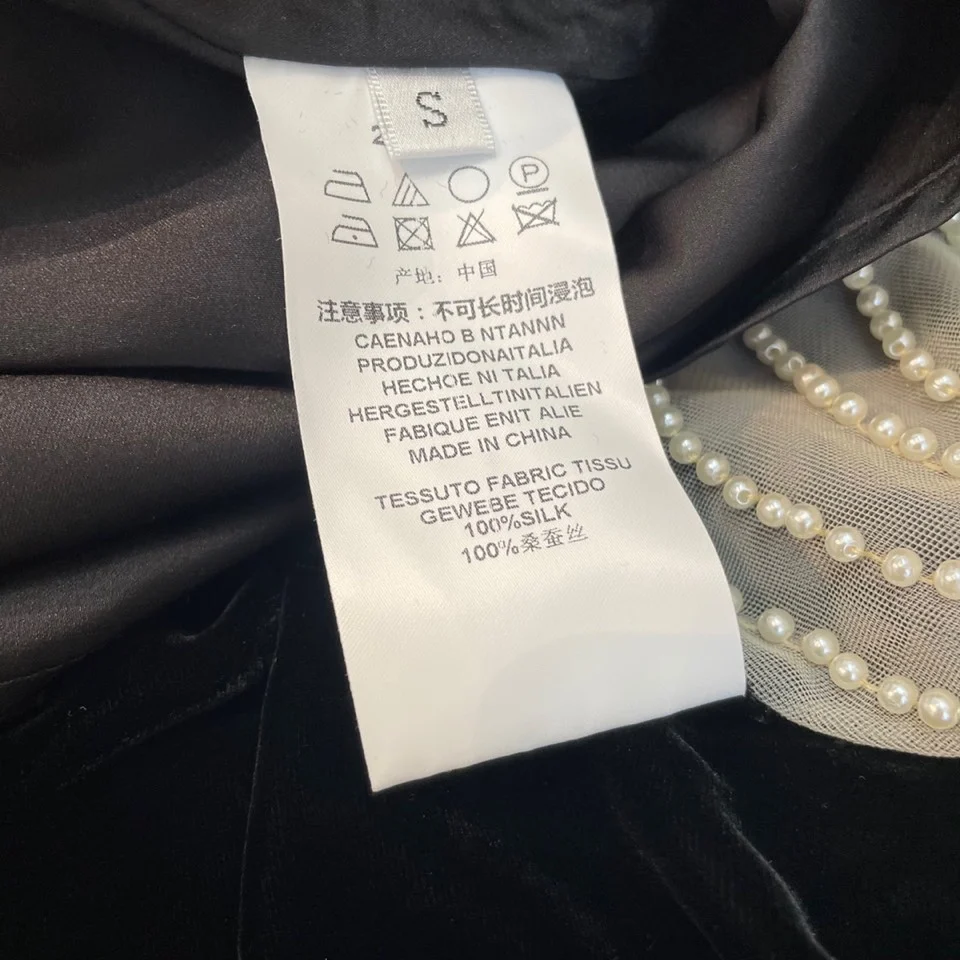 S
2
P
产地：中国
注意事项：不可长时间浸泡
CAENAHO B NTANNN
PRODUZIDONAITALIA
HECHOE NI TALIA
HERGESTELLTINITALIEN
FABIQUE ENIT ALIE
MADE IN CHINA
TESSUTO FABRIC TISSU
GEWEBE TECIDO
100%SILK
100%桑蚕丝